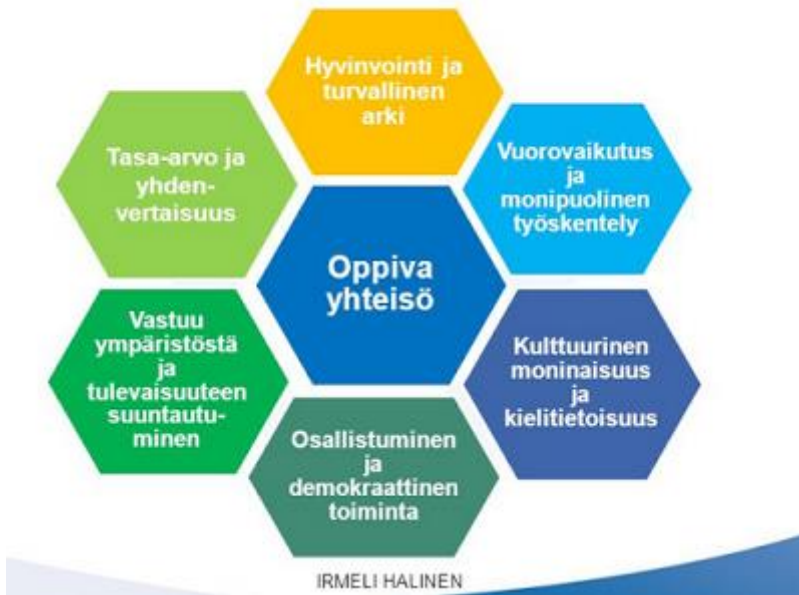 Hyvinvointi ja
turvallinen
arki
Tasa-arvo ja
yhden-
vertaisuus
Vuorovaikutus
ja
monipuolinen
työskentely
Oppiva
yhteisö
Vastuu
ympäristöstä
ja
tulevaisuuteen
suuntautu-
minen
Kulttuurinen
moninaisuus
ja
kielitietoisuus
Osallistuminen
ja
demokraattinen
toiminta
IRMELI HALINEN